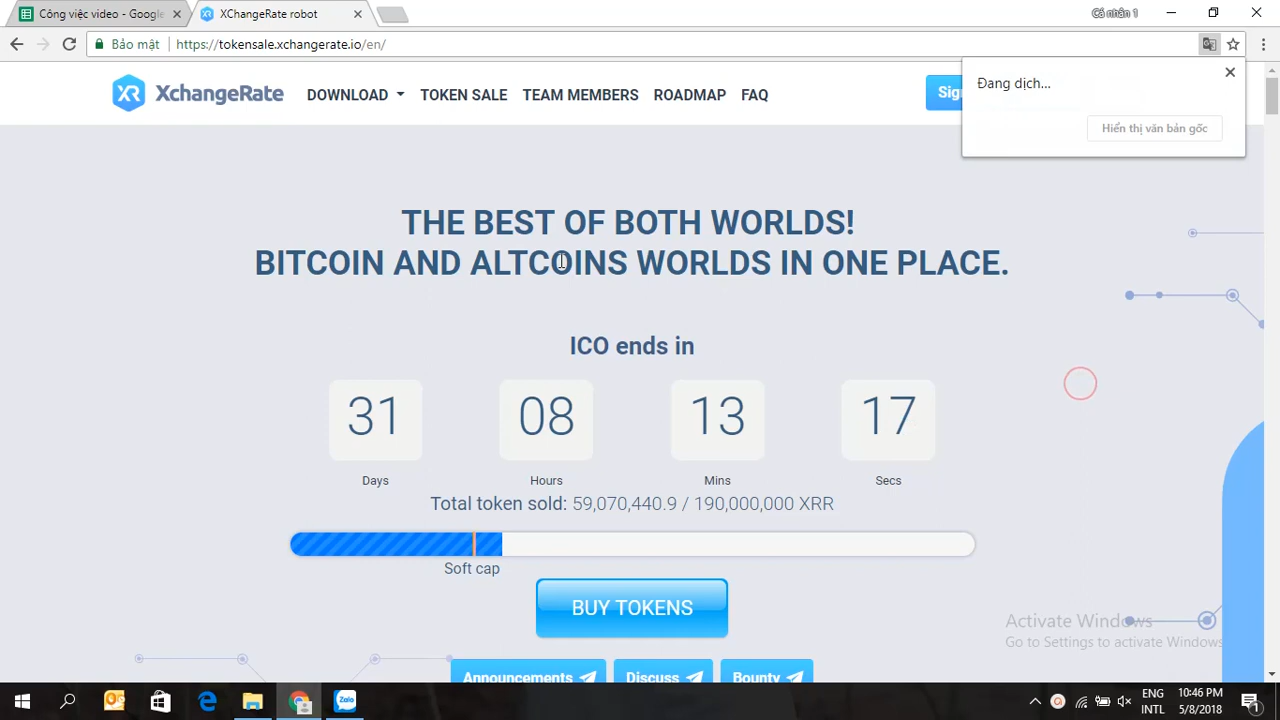 Công việc video - Google
XChangeRate robot
Cá nhân 1
Bảo mật
https://tokensale.xchangerate.io/en/
Đang dịch...
Hiển thị văn bản gốc
XR XchangeRate
DOWNLOAD
TOKEN SALE
TEAM MEMBERS
ROADMAP
FAQ
Sign
THE BEST OF BOTH WORLDS!
BITCOIN AND ALTCOINS WORLDS IN ONE PLACE.
ICO ends in
31 08 13 17
Days Hours Mins Secs
Total token sold: 59,070,440.9 / 190,000,000 XRR
Soft cap
BUY TOKENS
Activate Windows
Go to Settings to activate Windows
Announcements
Discuss
Bounty
ENG
INTL
10:46 PM
5/8/2018
Zalo
1